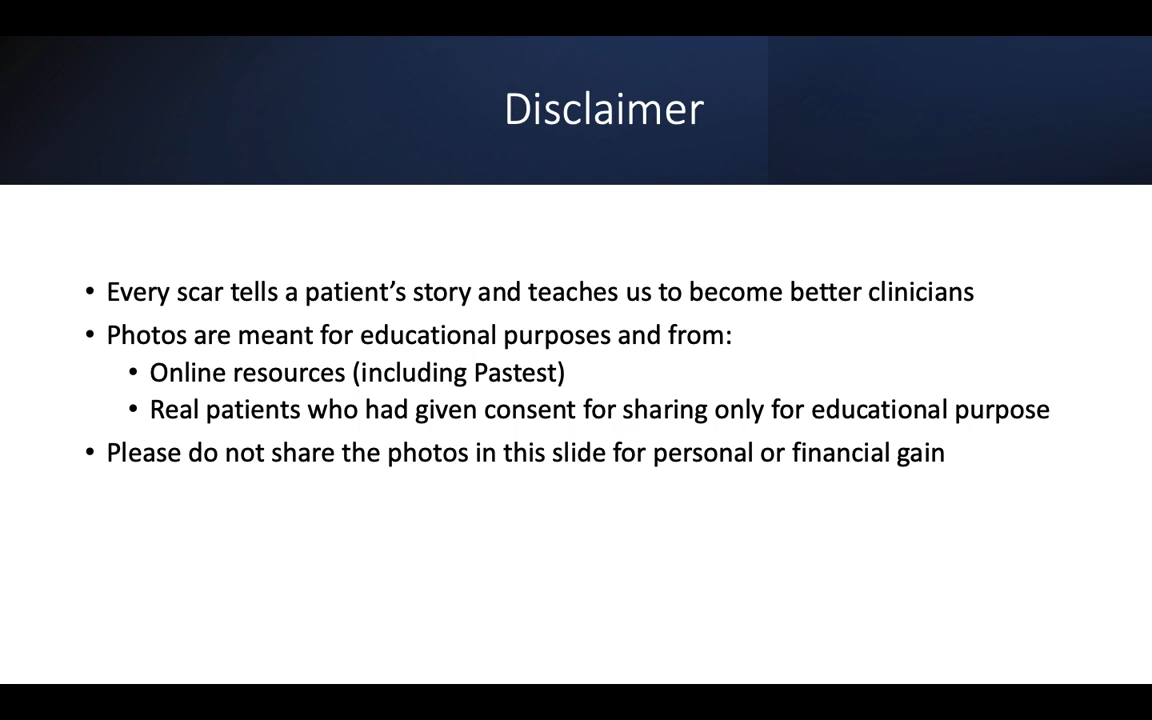 Disclaimer
• Every scar tells a patient’s story and teaches us to become better clinicians
• Photos are meant for educational purposes and from:
• Online resources (including Pastest)
• Real patients who had given consent for sharing only for educational purpose
• Please do not share the photos in this slide for personal or financial gain